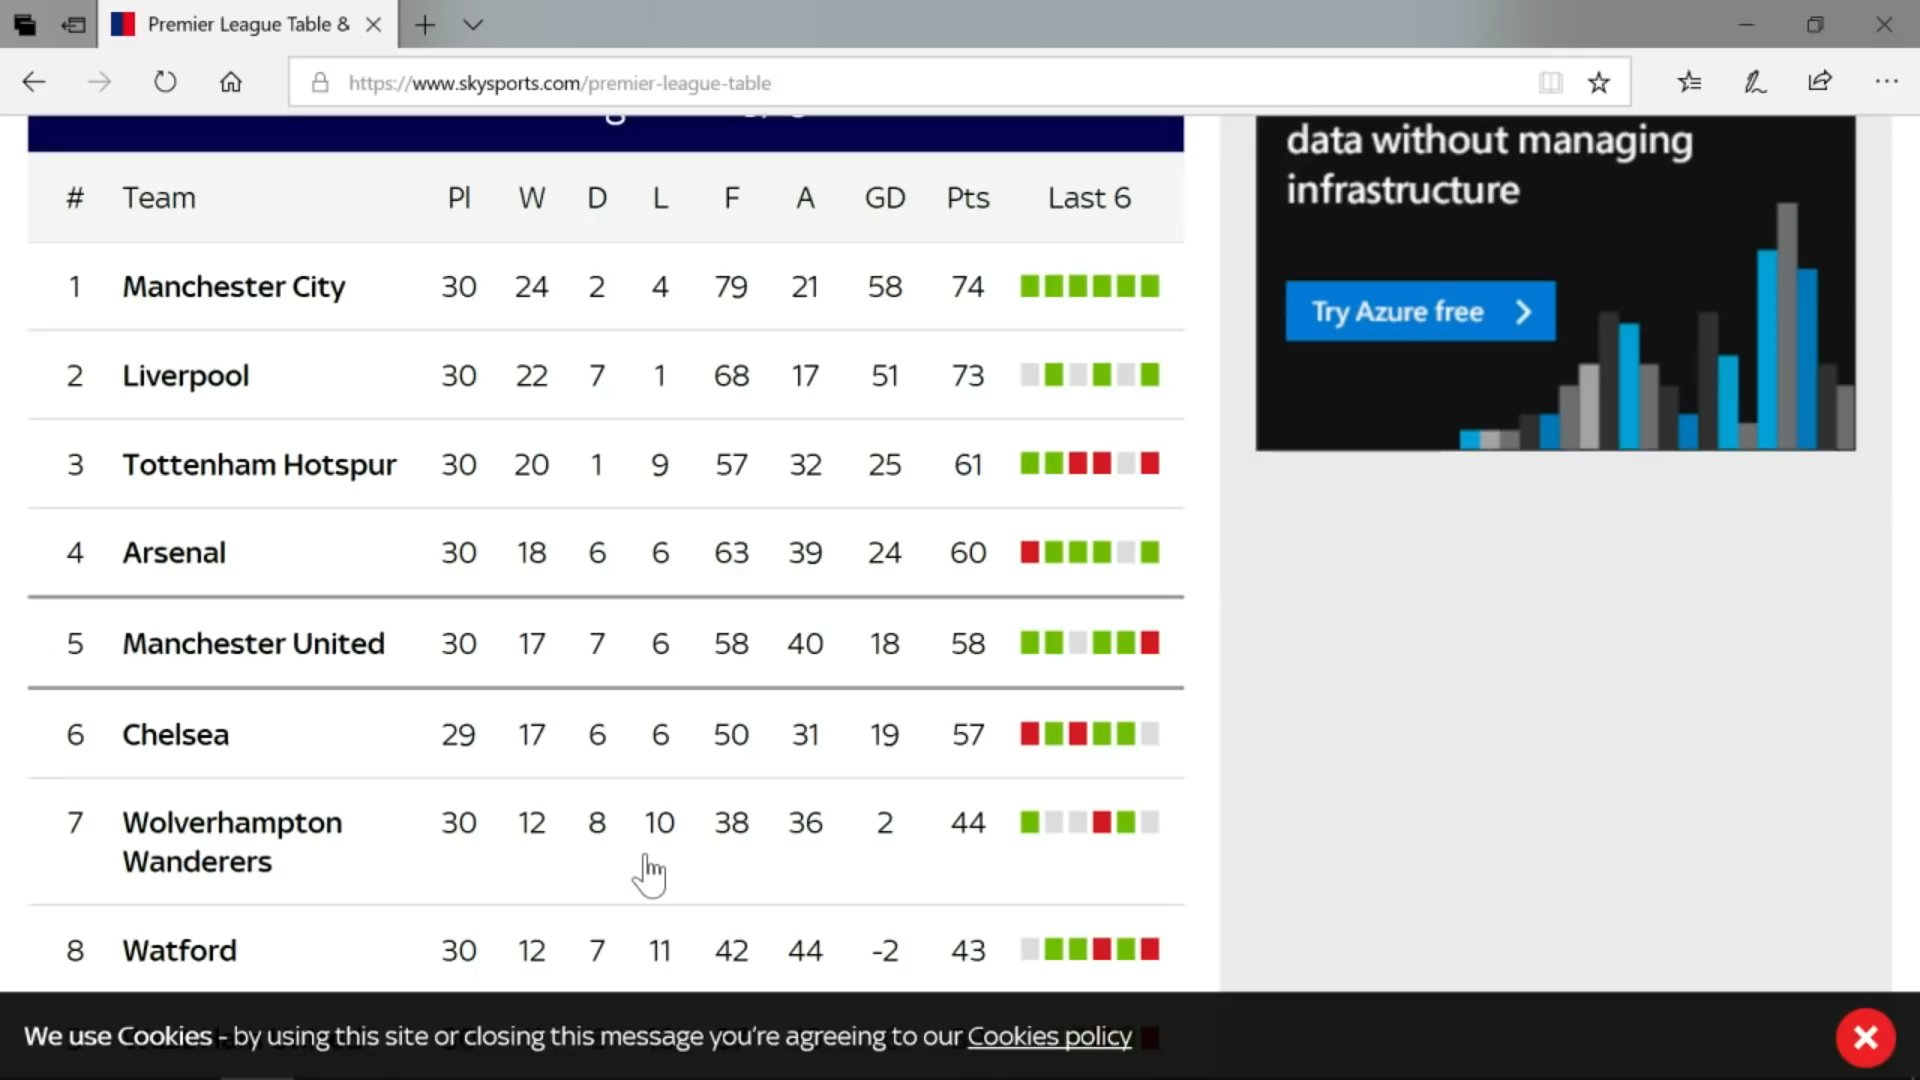 Premier League Table &
https://www.skysports.com/premier-league-table
data without managing
infrastructure
Try Azure free
# Team Pl W D L F A GD Pts Last 6
1 Manchester City 30 24 2 4 79 21 58 74
2 Liverpool 30 22 7 1 68 17 51 73
3 Tottenham Hotspur 30 20 1 9 57 32 25 61
4 Arsenal 30 18 6 6 63 39 24 60
5 Manchester United 30 17 7 6 58 40 18 58
6 Chelsea 29 17 6 6 50 31 19 57
7 Wolverhampton 30 12 8 10 38 36 2 44
Wanderers
8 Watford 30 12 7 11 42 44 -2 43
We use Cookies - by using this site or closing this message you're agreeing to our Cookies policy